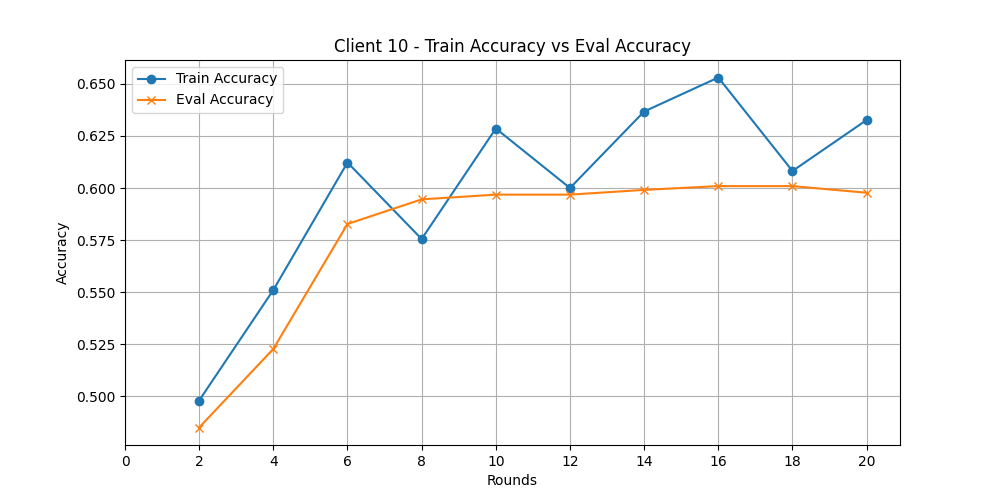 Client 10 - Train Accuracy vs Eval Accuracy
Train Accuracy
Eval Accuracy
Accuracy
0.650
0.625
0.600
0.575
0.550
0.525
0.500
0 2 4 6 8 10 12 14 16 18 20
Rounds